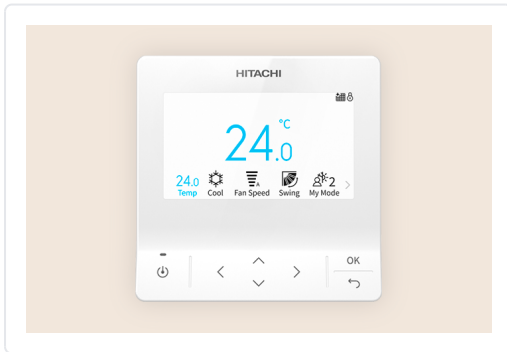 HITACHI
24.0 °C
24.0 A 2
Temp Cool Fan Speed Swing My Mode
OK